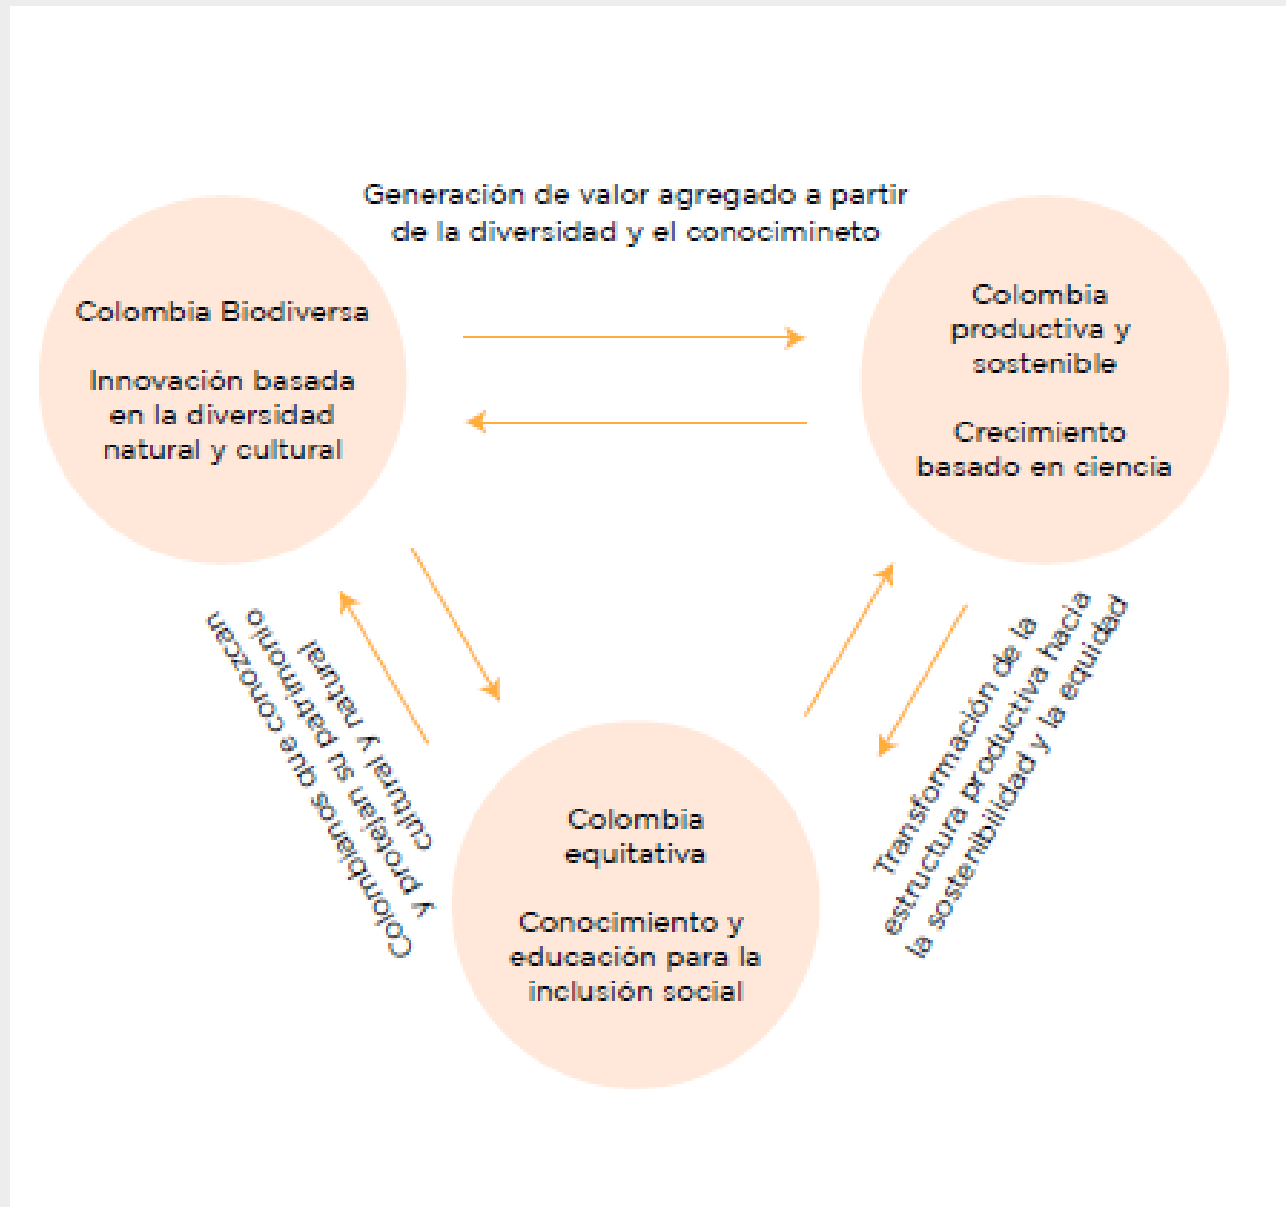 Generación de valor agregado a partir
de la diversidad y el conocimineto
Colombia Biodiversa
Innovación basada
en la diversidad
natural y cultural
Colombia
productiva y
sostenible
Crecimiento
basado en ciencia
Colombianos que conozcan
y protejan su patrimonio
cultural y natural
Transformación de la
estructura productiva hacia
la sostenibilidad y la equidad
Colombia
equitativa
Conocimiento y
educación para la
inclusión social